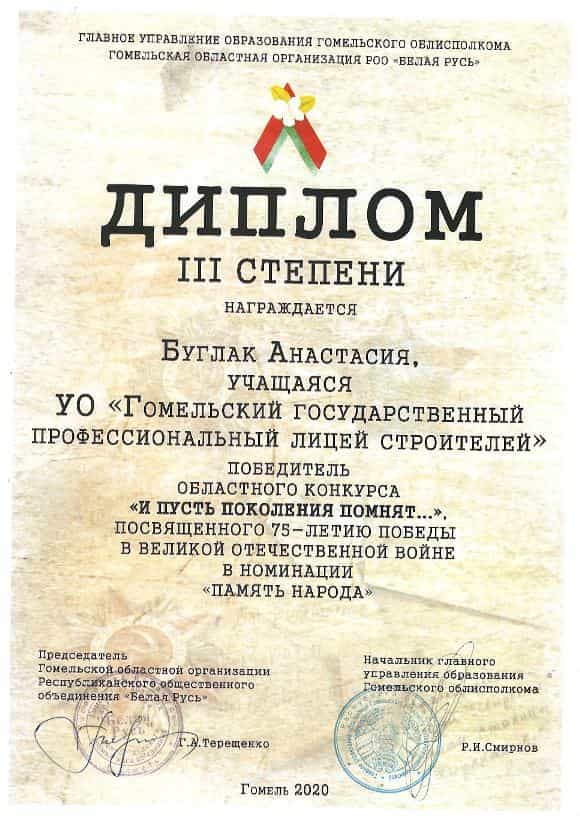 ГЛАВНОЕ УПРАВЛЕНИЕ ОБРАЗОВАНИЯ ГОМЕЛЬСКОГО ОБЛИСПОЛКОМА
ГОМЕЛЬСКАЯ ОБЛАСТНАЯ ОРГАНИЗАЦИЯ РОО «БЕЛАЯ РУСЬ»
ДИПЛОМ
III СТЕПЕНИ
НАГРАЖДАЕТСЯ
БУГЛАК АНАСТАСИЯ,
УЧАЩАЯСЯ
УО «ГОМЕЛЬСКИЙ ГОСУДАРСТВЕННЫЙ
ПРОФЕССИОНАЛЬНЫЙ ЛИЦЕЙ СТРОИТЕЛЕЙ»
ПОБЕДИТЕЛЬ
ОБЛАСТНОГО КОНКУРСА
«И ПУСТЬ ПОКОЛЕНИЯ ПОМНЯТ...»,
ПОСВЯЩЕННОГО 75-ЛЕТИЮ ПОБЕДЫ
В ВЕЛИКОЙ ОТЕЧЕСТВЕННОЙ ВОЙНЕ
В НОМИНАЦИИ
«ПАМЯТЬ НАРОДА»
Председатель
Гомельской областной организации
Республиканского общественного
объединения «Белая Русь»
Г.А.Терещенко
Начальник главного
управления образования
Гомельского облисполкома
Р.И.Смирнов
ГОМЕЛЬ 2020